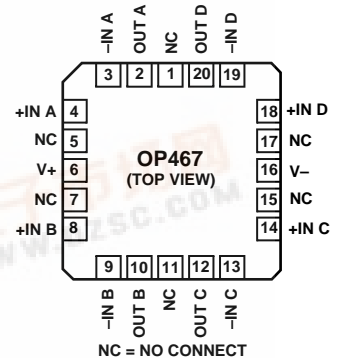 –IN A
OUT A
NC
OUT D
–IN D
3 2 1 20 19
+IN A 4
18 +IN D
NC 5
17 NC
V+ 6
OP467
(TOP VIEW)
16 V–
NC 7
15 NC
+IN B 8
14 +IN C
9 10 11 12 13
–IN B
OUT B
NC
OUT C
–IN C
NC = NO CONNECT